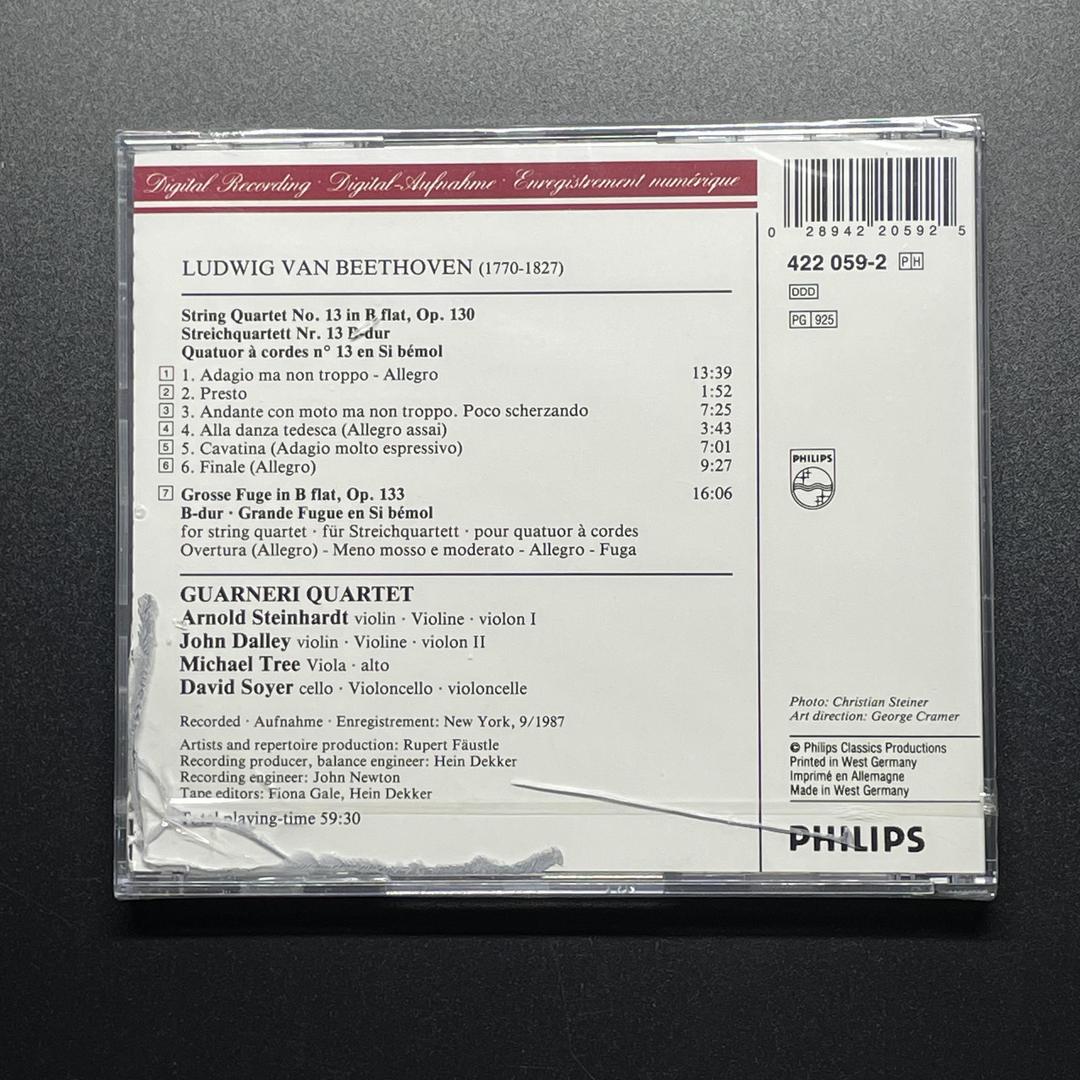 Digital Recording · Digital-Aufnahme · Enregistrement numérique
0 28942 20592 5
422 059-2 PH
DDD
PG 925
LUDWIG VAN BEETHOVEN (1770-1827)
String Quartet No. 13 in B flat, Op. 130
Streichquartett Nr. 13 B-dur
Quatuor à cordes n° 13 en Si bémol
1 1. Adagio ma non troppo - Allegro 13:39
2 2. Presto 1:52
3 3. Andante con moto ma non troppo. Poco scherzando 7:25
4 4. Alla danza tedesca (Allegro assai) 3:43
5 5. Cavatina (Adagio molto espressivo) 7:01
6 6. Finale (Allegro) 9:27
7 Grosse Fuge in B flat, Op. 133 16:06
B-dur · Grande Fugue en Si bémol
for string quartet · für Streichquartett · pour quatuor à cordes
Overtura (Allegro) - Meno mosso e moderato - Allegro - Fuga
GUARNERI QUARTET
Arnold Steinhardt violin · Violine · violon I
John Dalley violin · Violine · violon II
Michael Tree Viola · alto
David Soyer cello · Violoncello · violoncelle
Recorded · Aufnahme · Enregistrement: New York, 9/1987
Artists and repertoire production: Rupert Fäustle
Recording producer, balance engineer: Hein Dekker
Recording engineer: John Newton
Tape editors: Fiona Gale, Hein Dekker
Total playing-time 59:30
PHILIPS
Photo: Christian Steiner
Art direction: George Cramer
© Philips Classics Productions
Printed in West Germany
Imprimé en Allemagne
Made in West Germany
PHILIPS